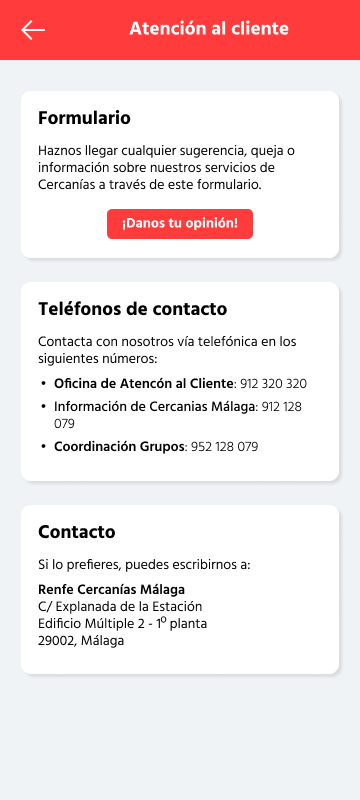 Atención al cliente
Formulario
Haznos llegar cualquier sugerencia, queja o
información sobre nuestros servicios de
Cercanías a través de este formulario.
¡Danos tu opinión!
Teléfonos de contacto
Contacta con nosotros vía telefónica en los
siguientes números:
• Oficina de Atencón al Cliente: 912 320 320
• Información de Cercanias Málaga: 912 128
079
• Coordinación Grupos: 952 128 079
Contacto
Si lo prefieres, puedes escribirnos a:
Renfe Cercanías Málaga
C/ Explanada de la Estación
Edificio Múltiple 2 - 1º planta
29002, Málaga